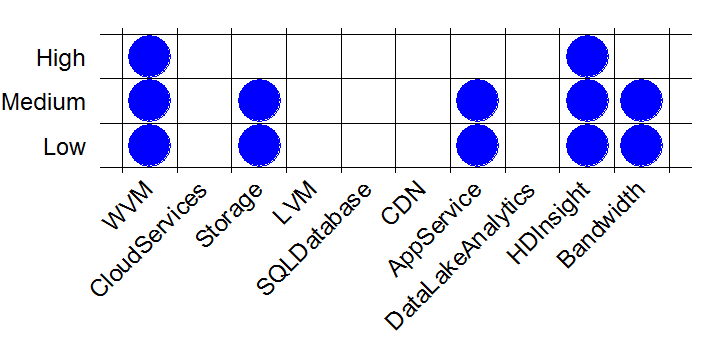 High
Medium
Low
WVM
CloudServices
Storage
LVM
SQLDatabase
CDN
AppService
DataLakeAnalytics
HDInsight
Bandwidth